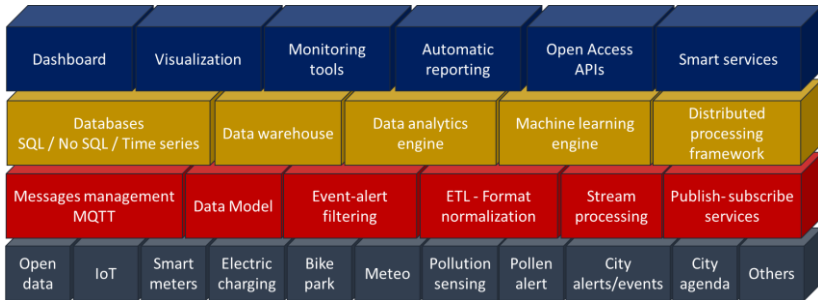 Dashboard
Visualization
Monitoring
tools
Automatic
reporting
Open Access
APIs
Smart services
Databases
SQL / No SQL / Time series
Data warehouse
Data analytics
engine
Machine learning
engine
Distributed
processing
framework
Messages management
MQTT
Data Model
Event-alert
filtering
ETL - Format
normalization
Stream
processing
Publish- subscribe
services
Open
data
IoT
Smart
meters
Electric
charging
Bike
park
Meteo
Pollution
sensing
Pollen
alert
City
alerts/events
City
agenda
Others